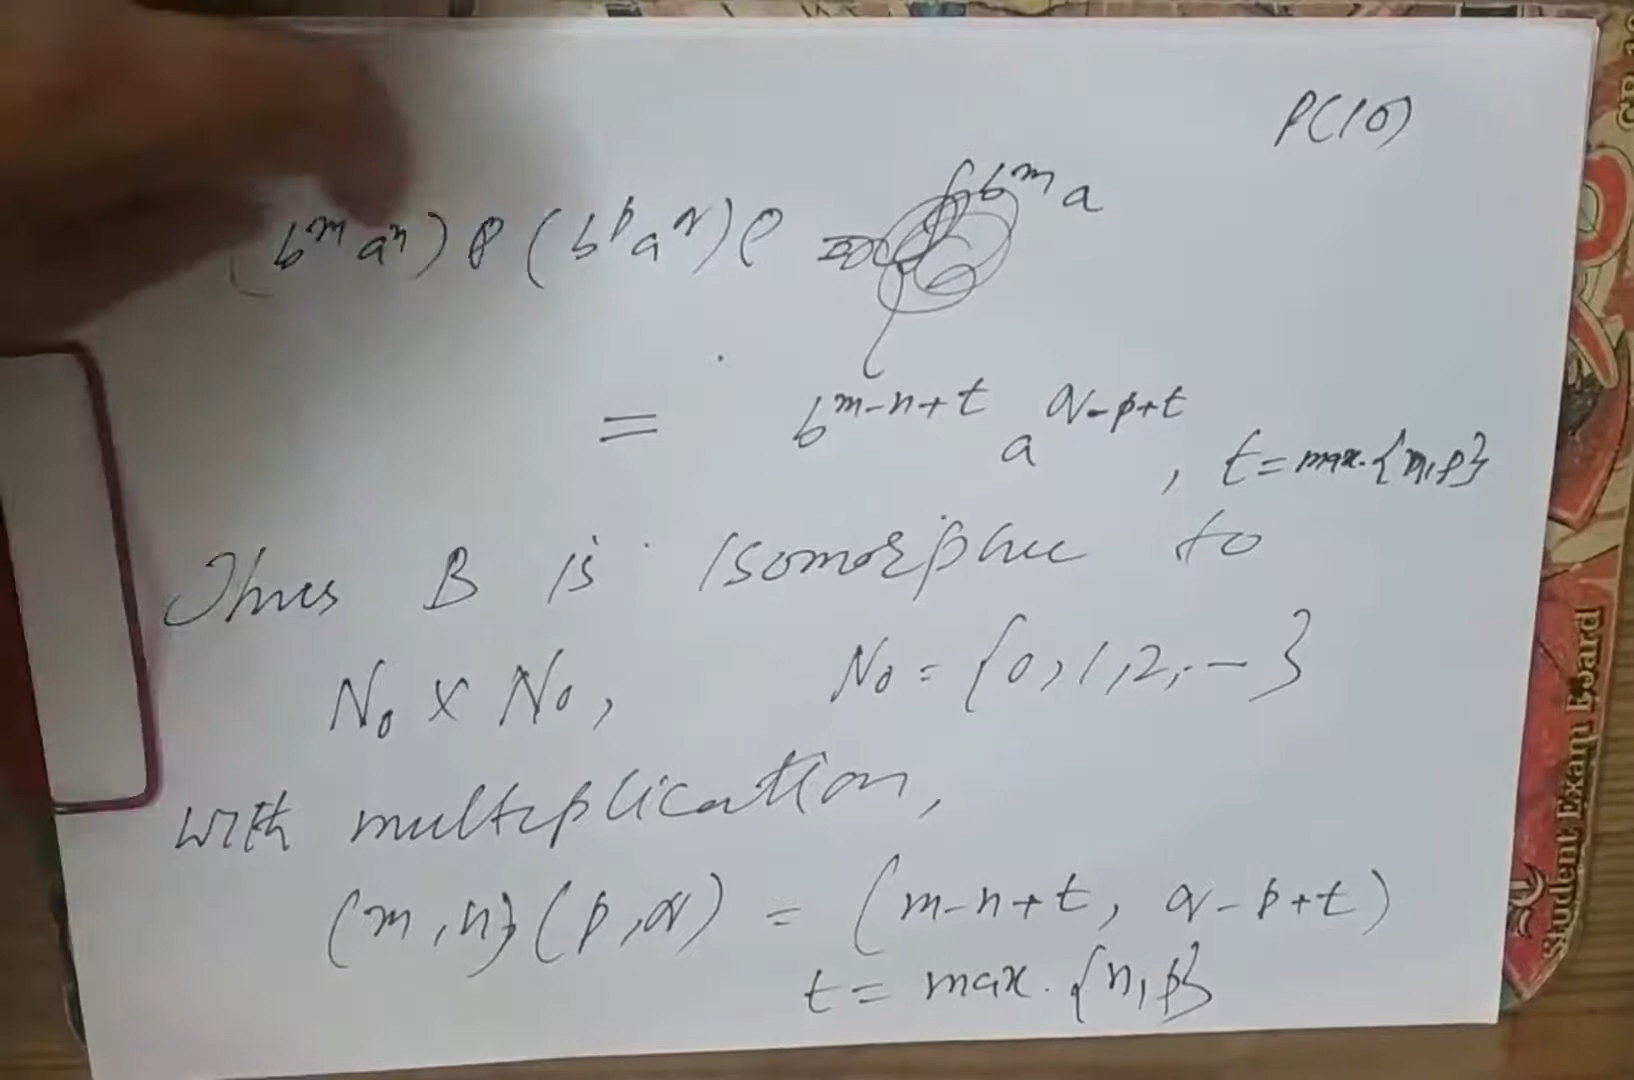 P(10)
(b^m a^n) ρ (b^p a^q) ρ
b^m a
= b^{m-n+t} a^{q-p+t}, t = max. {n, p}
Thus B is isomorphic to
N₀ × N₀, N₀ = {0, 1, 2, - - }
with multiplication,
(m, n) (p, q) = (m-n+t, q-p+t)
t = max. {n, p}
Student Exam Board